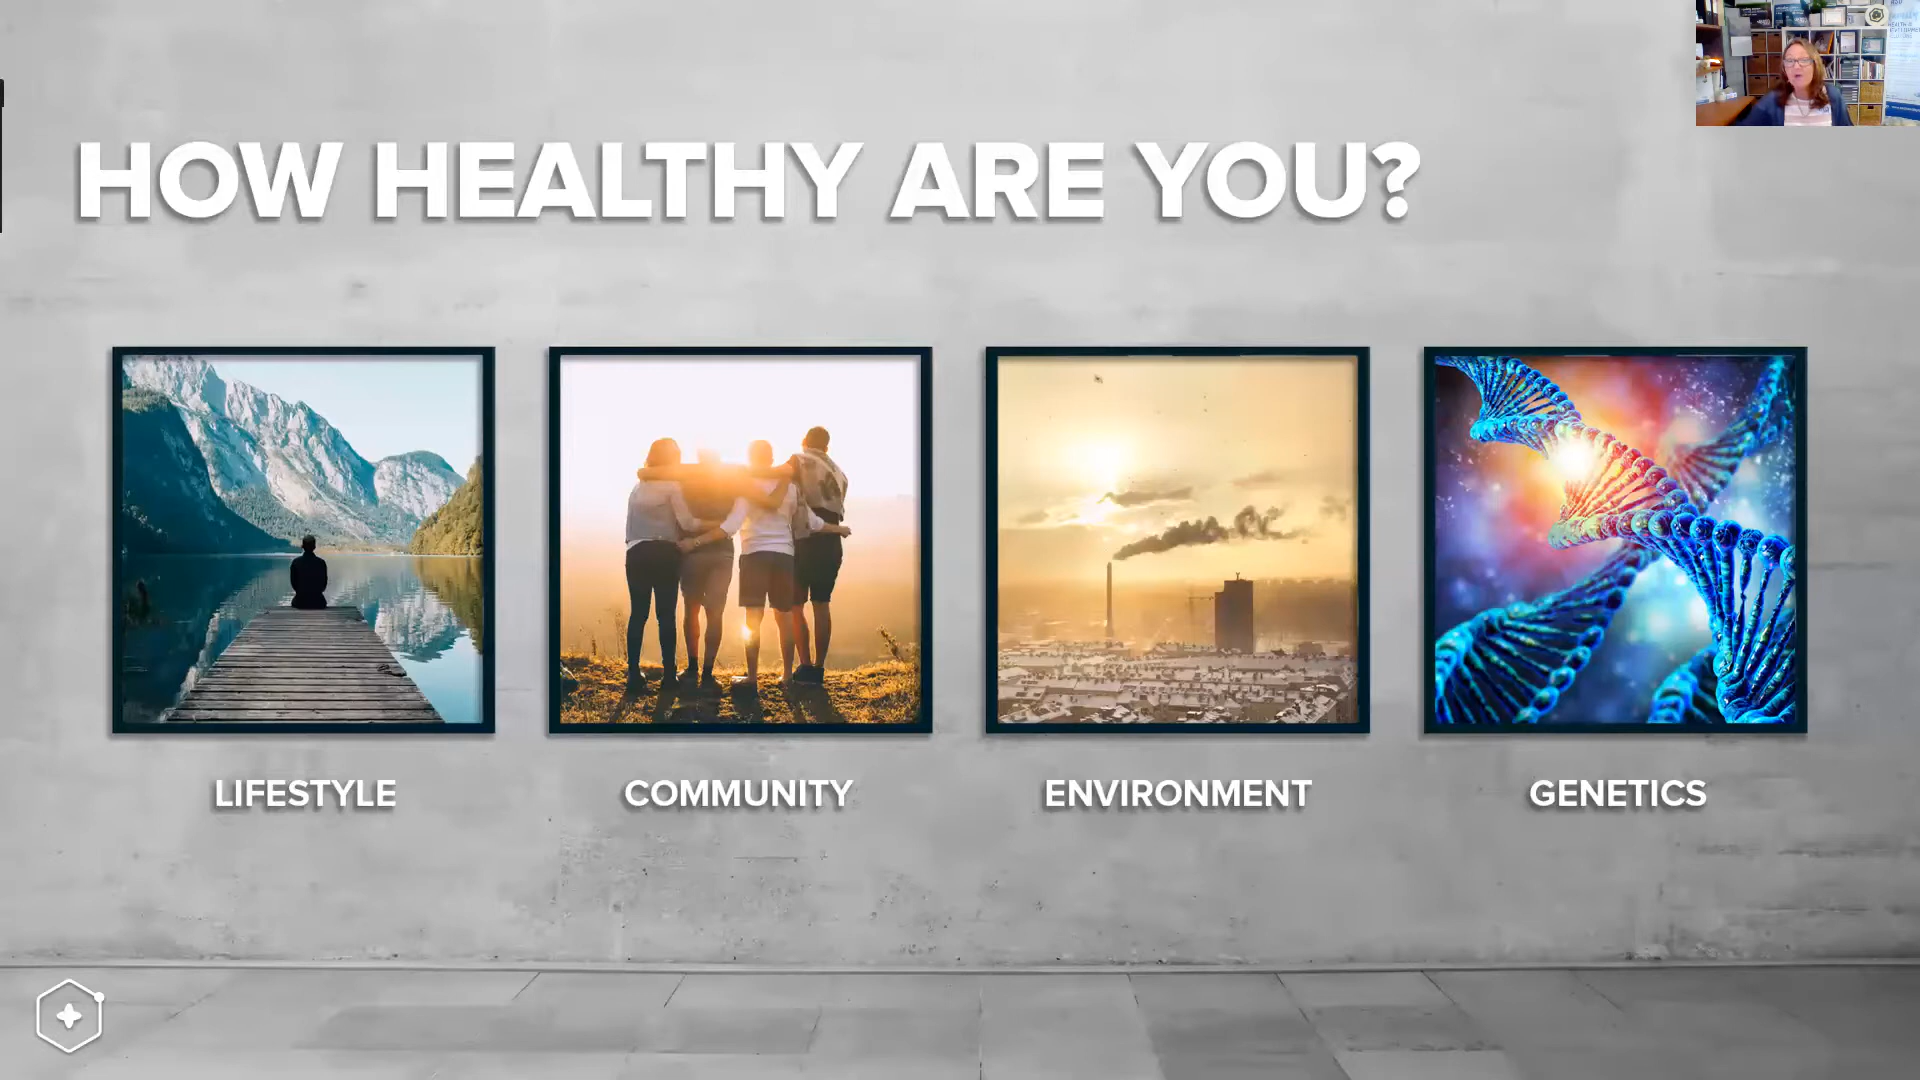 HOW HEALTHY ARE YOU?
LIFESTYLE
COMMUNITY
ENVIRONMENT
GENETICS